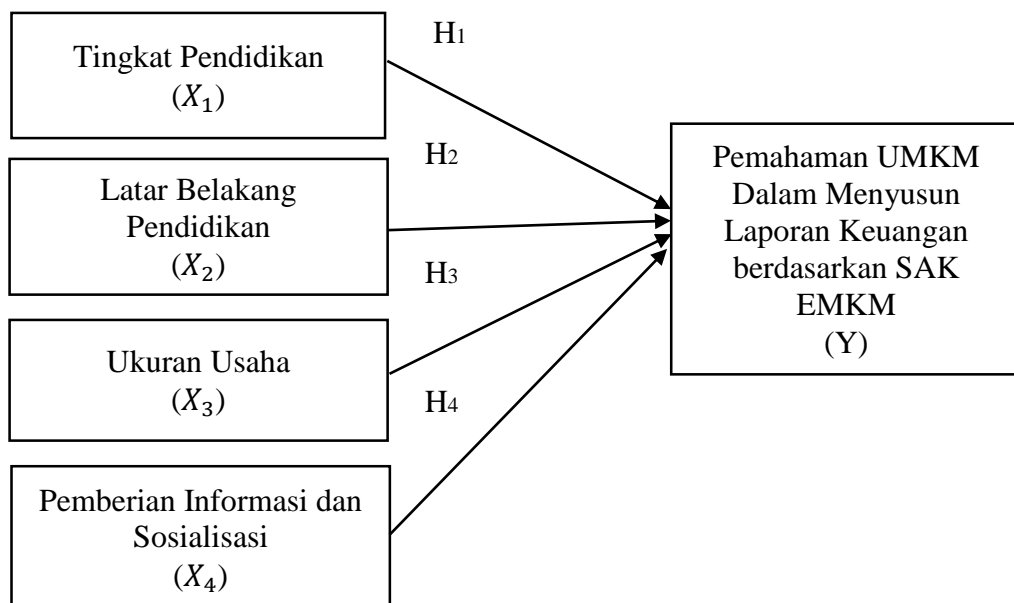 H1
Tingkat Pendidikan
(𝑋1)
H2
Latar Belakang
Pendidikan
(𝑋2)
H3
Ukuran Usaha
(𝑋3)
H4
Pemberian Informasi dan
Sosialisasi
(𝑋4)
Pemahaman UMKM
Dalam Menyusun
Laporan Keuangan
berdasarkan SAK
EMKM
(Y)